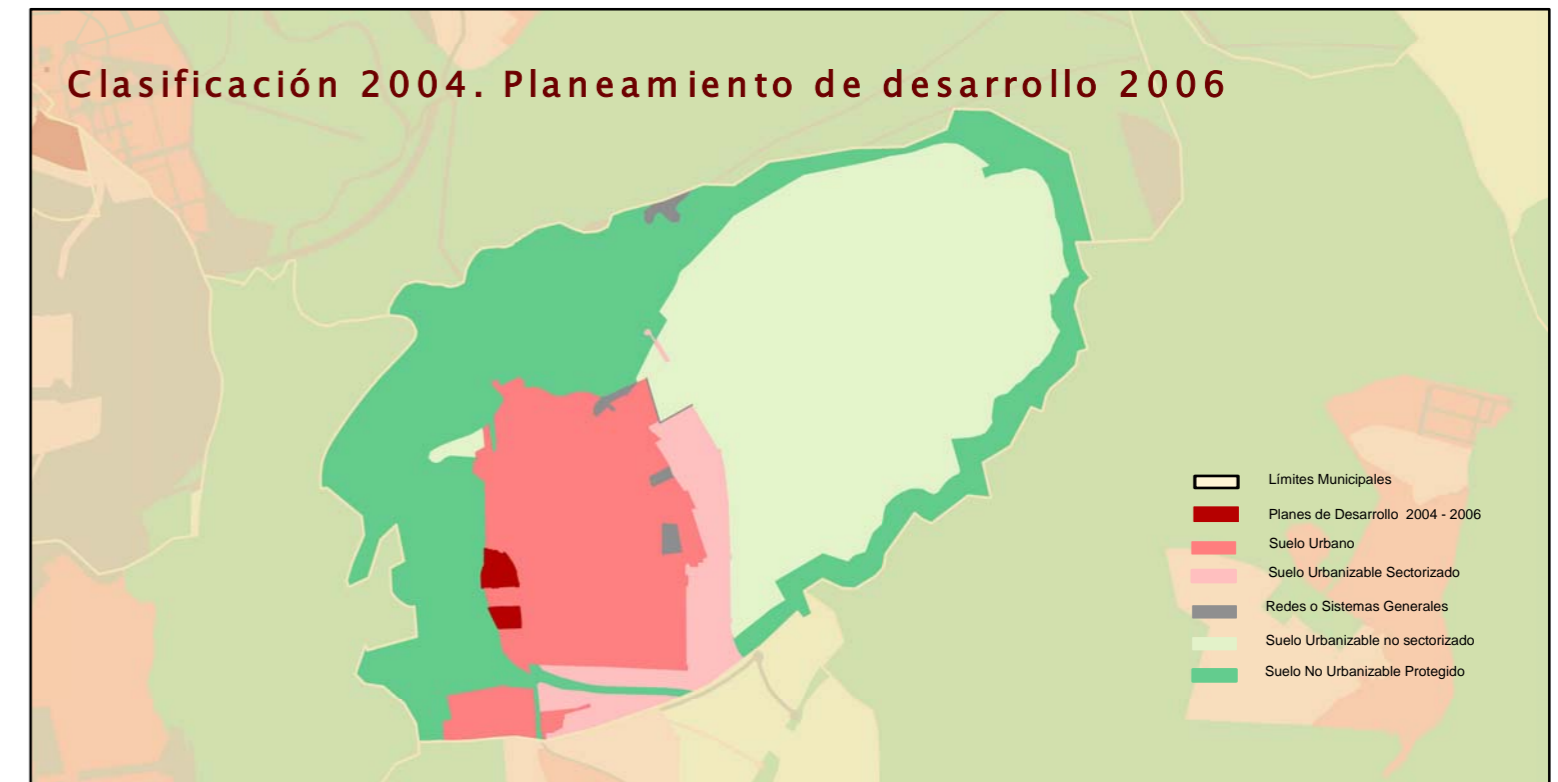 Clasificación 2004. Planeamiento de desarrollo 2006
Límites Municipales
Planes de Desarrollo 2004 - 2006
Suelo Urbano
Suelo Urbanizable Sectorizado
Redes o Sistemas Generales
Suelo Urbanizable no sectorizado
Suelo No Urbanizable Protegido